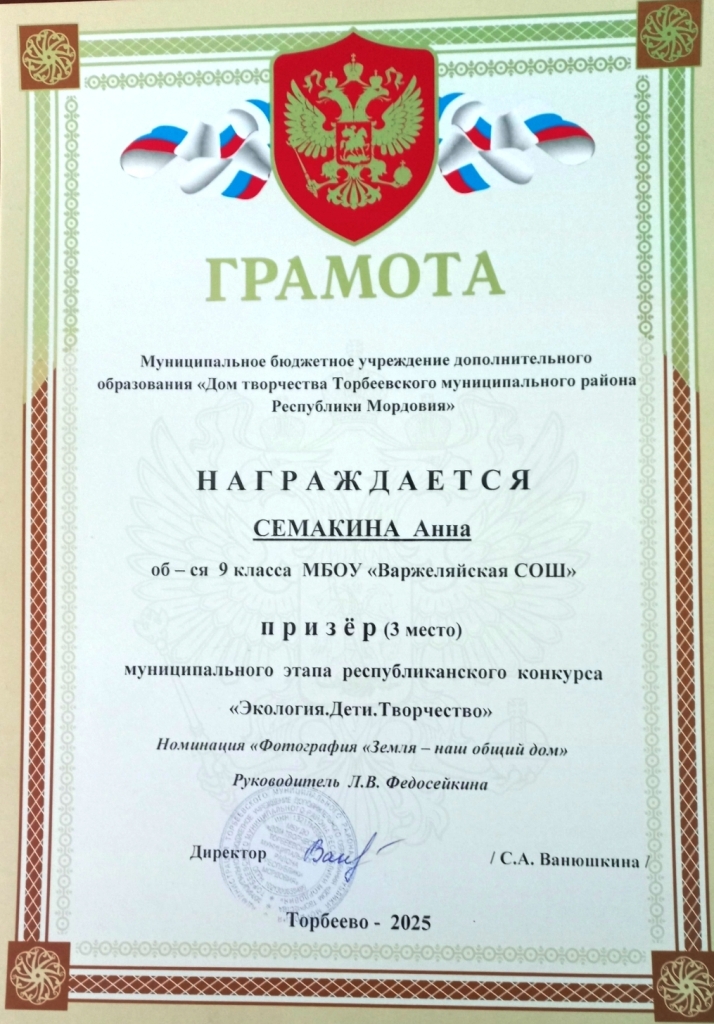 ГРАМОТА
Муниципальное бюджетное учреждение дополнительного
образования «Дом творчества Торбеевского муниципального района
Республики Мордовия»
НАГРАЖДАЕТСЯ
СЕМАКИНА Анна
об – ся 9 класса МБОУ «Варжеляйская СОШ»
призёр (3 место)
муниципального этапа республиканского конкурса
«Экология.Дети.Творчество»
Номинация «Фотография «Земля – наш общий дом»
Руководитель Л.В. Федосейкина
Директор / С.А. Ванюшкина /
Торбеево - 2025